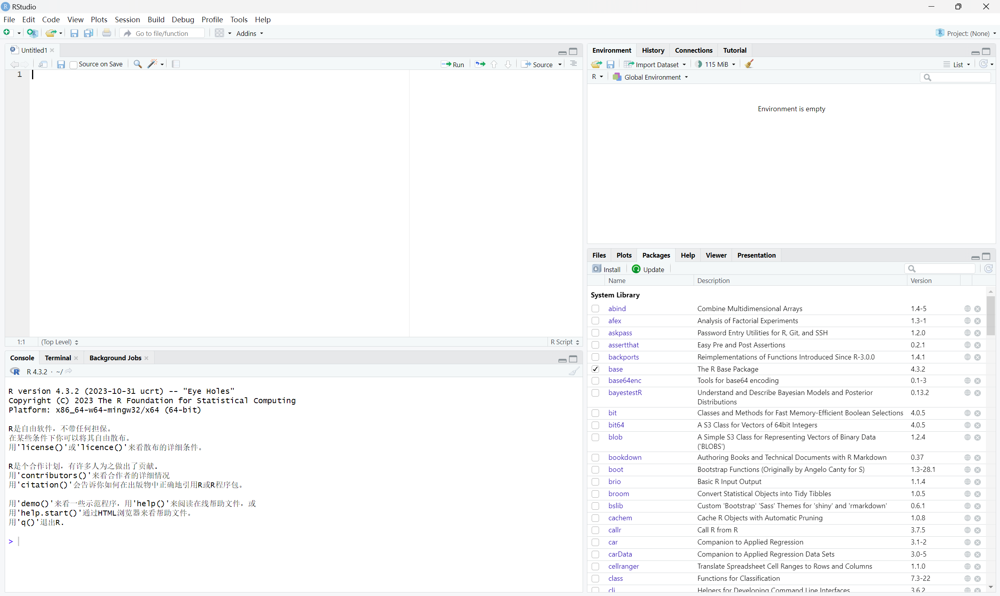 RStudio
File Edit Code View Plots Session Build Debug Profile Tools Help
Go to file/function Addins Project: (None)
Untitled1
Source on Save Run Source
1
1:1 (Top Level) R Script
Console Terminal Background Jobs
R 4.3.2 · ~/
R version 4.3.2 (2023-10-31 ucrt) -- "Eye Holes"
Copyright (C) 2023 The R Foundation for Statistical Computing
Platform: x86_64-w64-mingw32/x64 (64-bit)
R是自由软件，不带任何担保。
在某些条件下你可以将其自由散布。
用'license()'或'licence()'来看散布的详细条件。
R是个合作计划，有许多人为之做出了贡献.
用'contributors()'来看合作者的详细情况
用'citation()'会告诉你如何在出版物中正确地引用R或R程序包。
用'demo()'来看一些示范程序，用'help()'来阅读在线帮助文件，或
用'help.start()'通过HTML浏览器来看帮助文件。
用'q()'退出R.
>
Environment History Connections Tutorial
Import Dataset 115 MiB List
R Global Environment
Environment is empty
Files Plots Packages Help Viewer Presentation
Install Update
Name Description Version
System Library
abind Combine Multidimensional Arrays 1.4-5
afex Analysis of Factorial Experiments 1.3-1
askpass Password Entry Utilities for R, Git, and SSH 1.2.0
assertthat Easy Pre and Post Assertions 0.2.1
backports Reimplementations of Functions Introduced Since R-3.0.0 1.4.1
base The R Base Package 4.3.2
base64enc Tools for base64 encoding 0.1-3
bayestestR Understand and Describe Bayesian Models and Posterior 0.13.2
Distributions
bit Classes and Methods for Fast Memory-Efficient Boolean Selections 4.0.5
bit64 A S3 Class for Vectors of 64bit Integers 4.0.5
blob A Simple S3 Class for Representing Vectors of Binary Data 1.2.4
('BLOBS')
bookdown Authoring Books and Technical Documents with R Markdown 0.37
boot Bootstrap Functions (Originally by Angelo Canty for S) 1.3-28.1
brio Basic R Input Output 1.1.4
broom Convert Statistical Objects into Tidy Tibbles 1.0.5
bslib Custom 'Bootstrap' 'Sass' Themes for 'shiny' and 'rmarkdown' 0.6.1
cachem Cache R Objects with Automatic Pruning 1.0.8
callr Call R from R 3.7.5
car Companion to Applied Regression 3.1-2
carData Companion to Applied Regression Data Sets 3.0-5
cellranger Translate Spreadsheet Cell Ranges to Rows and Columns 1.1.0
class Functions for Classification 7.3-22
cli Helpers for Developing Command Line Interfaces 3.6.2